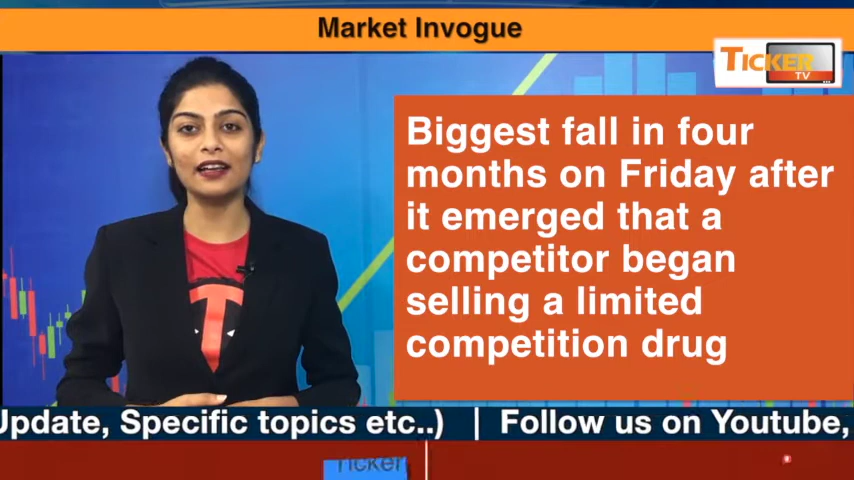 Market Invogue
TICKER
TV
Biggest fall in four
months on Friday after
it emerged that a
competitor began
selling a limited
competition drug
Update, Specific topics etc..) | Follow us on Youtube,
Ticker